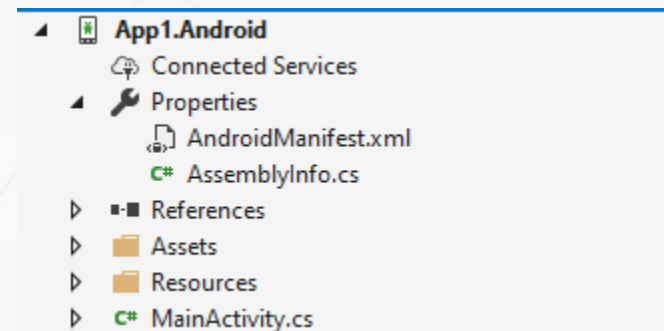 App1.Android
Connected Services
Properties
AndroidManifest.xml
C# AssemblyInfo.cs
References
Assets
Resources
C# MainActivity.cs